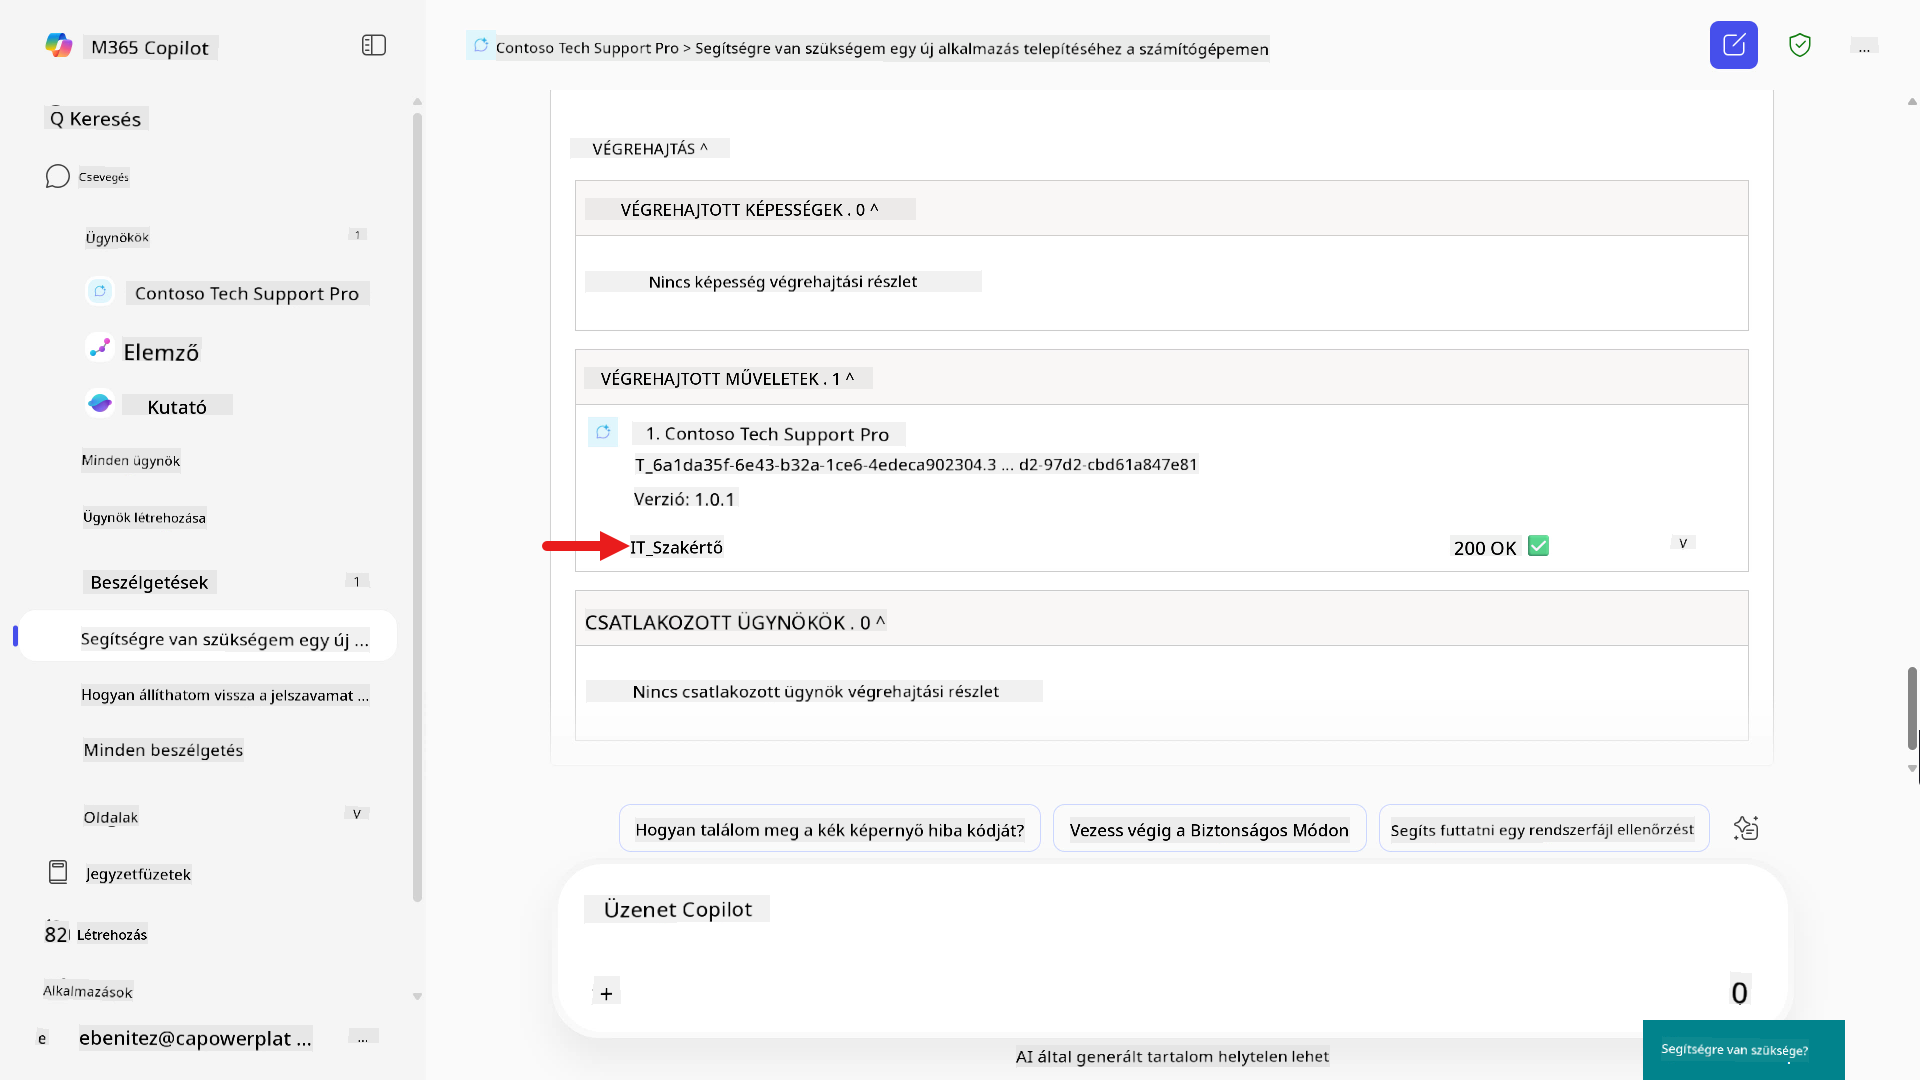 M365 Copilot
Q Keresés
Csevegés
Ügynökök 1
Contoso Tech Support Pro
Elemző
Kutató
Minden ügynök
Ügynök létrehozása
Beszélgetések 1
Segítségre van szükségem egy új ...
Hogyan állíthatom vissza a jelszavamat ...
Minden beszélgetés
Oldalak V
Jegyzetfüzetek
82 Létrehozás
Alkalmazások
e ebenitez@capowerplat ... ...
Contoso Tech Support Pro > Segítségre van szükségem egy új alkalmazás telepítéséhez a számítógépemen
...
VÉGREHAJTÁS ^
VÉGREHAJTOTT KÉPESSÉGEK . 0 ^
Nincs képesség végrehajtási részlet
VÉGREHAJTOTT MŰVELETEK . 1 ^
1. Contoso Tech Support Pro
T_6a1da35f-6e43-b32a-1ce6-4edeca902304.3 ... d2-97d2-cbd61a847e81
Verzió: 1.0.1
IT_Szakértő 200 OK V
CSATLAKOZOTT ÜGYNÖKÖK . 0 ^
Nincs csatlakozott ügynök végrehajtási részlet
Hogyan találom meg a kék képernyő hiba kódját? Vezess végig a Biztonságos Módon Segíts futtatni egy rendszerfájl ellenőrzést
Üzenet Copilot
+ 0
AI által generált tartalom helytelen lehet
Segítségre van szüksége?